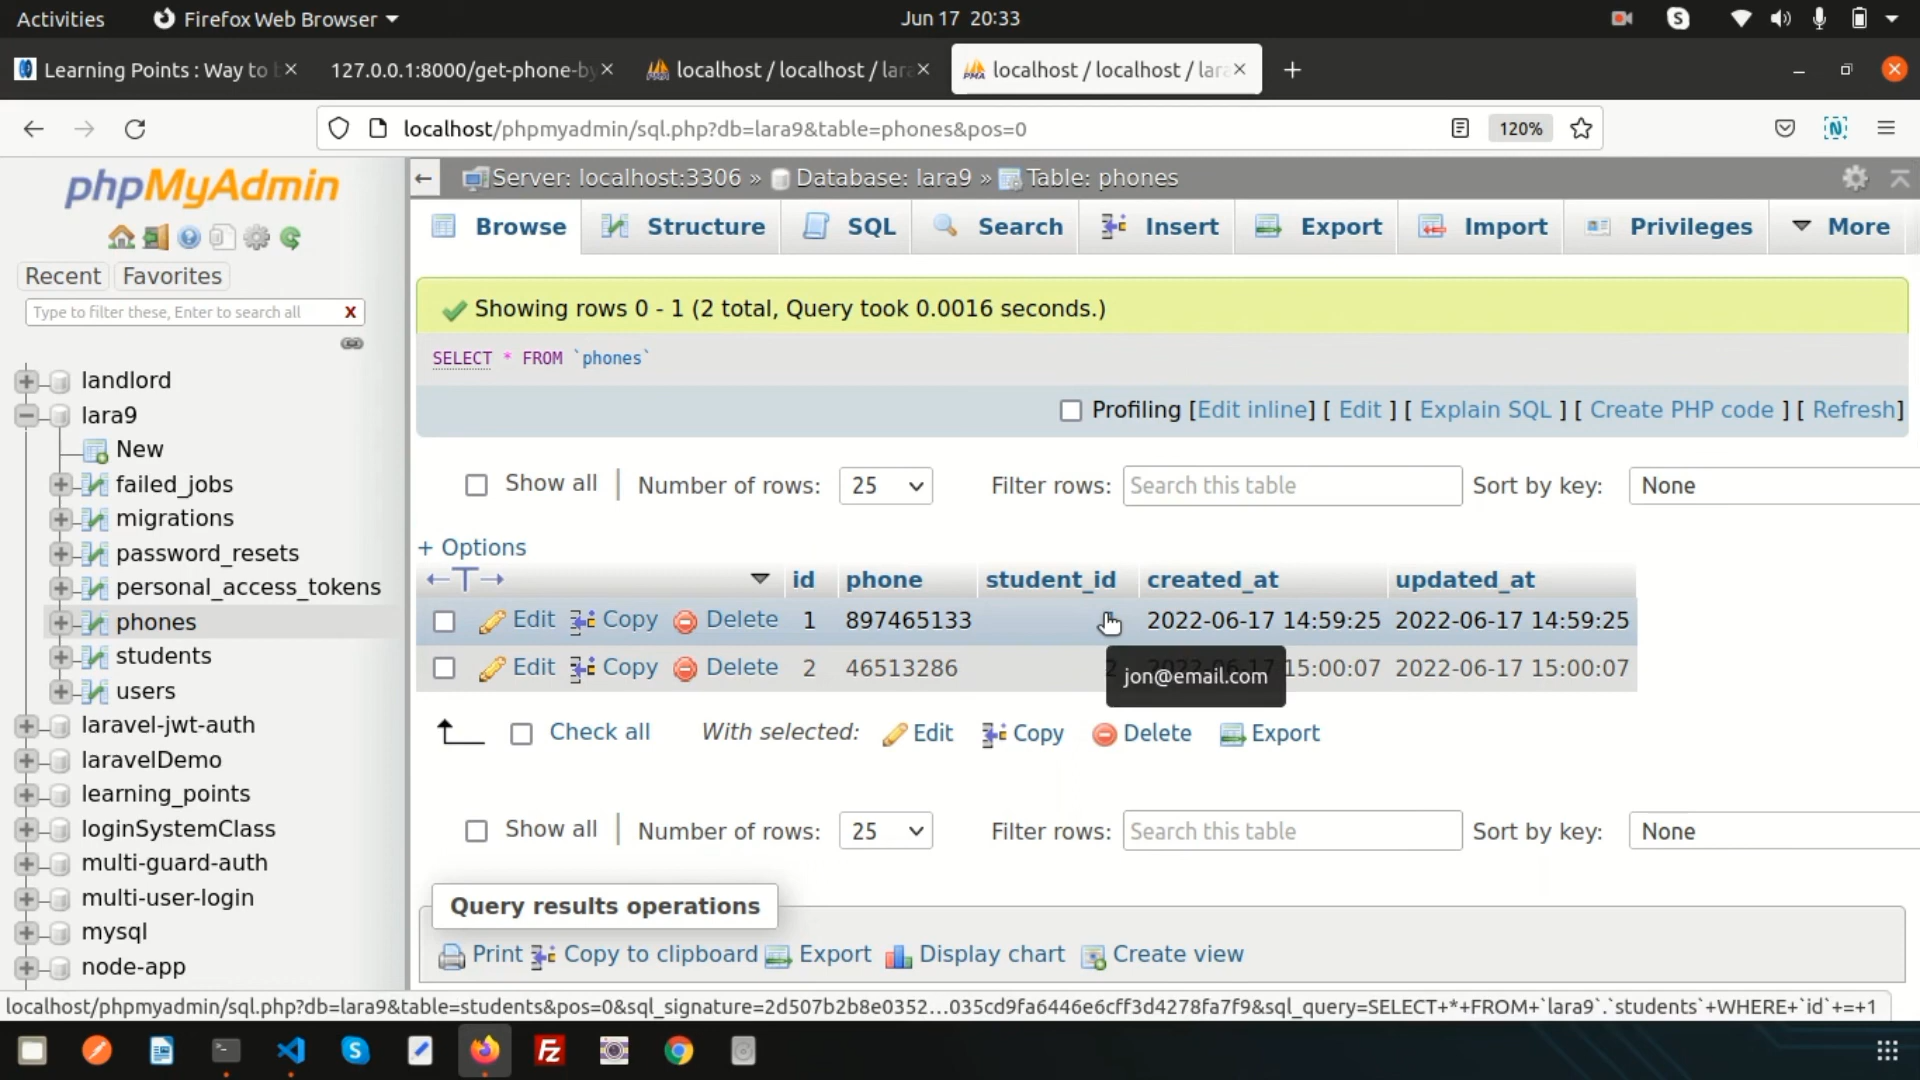 Activities
Firefox Web Browser
Jun 17 20:33
Learning Points : Way to
127.0.0.1:8000/get-phone-by
localhost / localhost / lar
localhost / localhost / lara
localhost/phpmyadmin/sql.php?db=lara9&table=phones&pos=0
120%
phpMyAdmin
Recent
Favorites
Type to filter these, Enter to search all
X
landlord
lara9
New
failed_jobs
migrations
password_resets
personal_access_tokens
phones
students
users
laravel-jwt-auth
laravelDemo
learning_points
loginSystemClass
multi-guard-auth
multi-user-login
mysql
node-app
Server: localhost:3306 » Database: lara9 » Table: phones
Browse
Structure
SQL
Search
Insert
Export
Import
Privileges
More
Showing rows 0 - 1 (2 total, Query took 0.0016 seconds.)
SELECT * FROM `phones`
Profiling [Edit inline] [ Edit ] [ Explain SQL ] [ Create PHP code ] [ Refresh]
Show all
Number of rows: 25
Filter rows: Search this table
Sort by key: None
+ Options
id phone student_id created_at updated_at
Edit Copy Delete 1 897465133 2022-06-17 14:59:25 2022-06-17 14:59:25
Edit Copy Delete 2 46513286 2 2022-06-17 15:00:07 2022-06-17 15:00:07
jon@email.com
Check all With selected: Edit Copy Delete Export
Show all
Number of rows: 25
Filter rows: Search this table
Sort by key: None
Query results operations
Print Copy to clipboard Export Display chart Create view
localhost/phpmyadmin/sql.php?db=lara9&table=students&pos=0&sql_signature=2d507b2b8e0352...035cd9fa6446e6cff3d4278fa7f9&sql_query=SELECT+*+FROM+`lara9`.`students`+WHERE+`id`+=+1